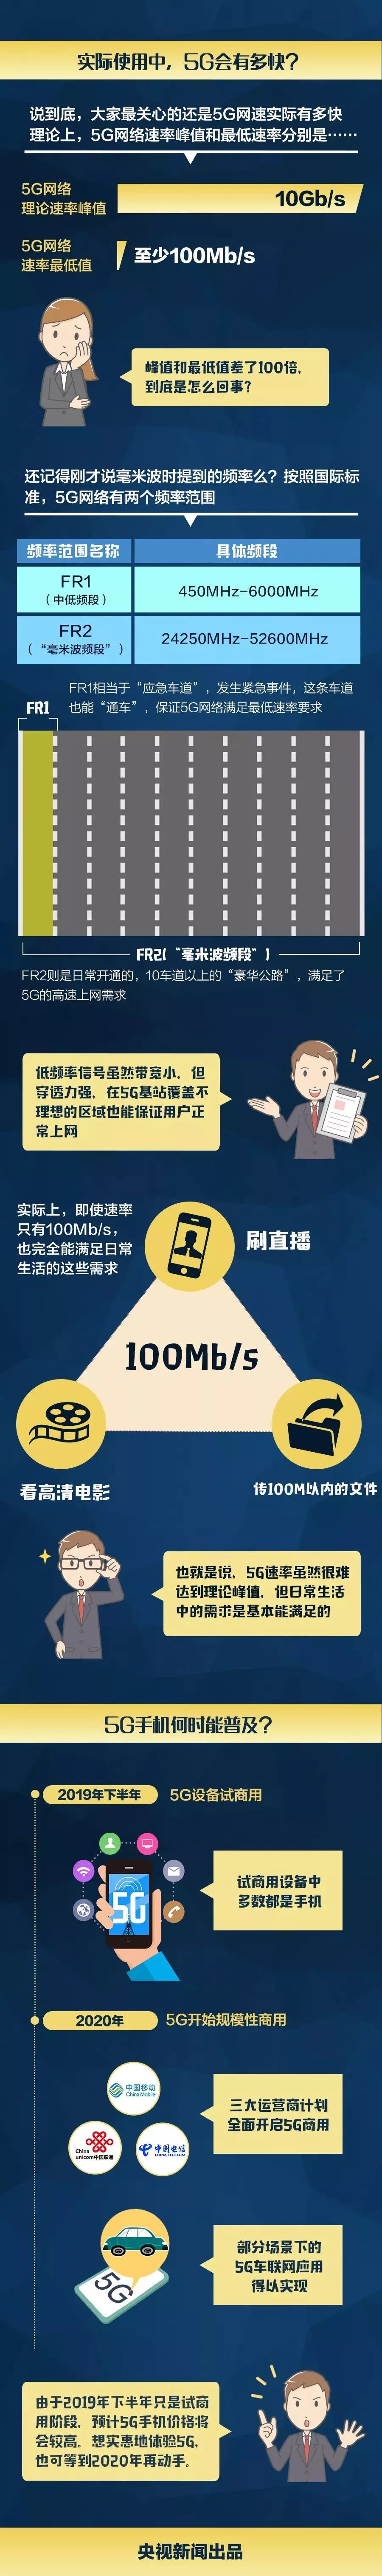 实际使用中，5G会有多快？
说到底，大家最关心的还是5G网速实际有多快
理论上，5G网络速率峰值和最低速率分别是······
5G网络
理论速率峰值
10Gb/s
5G网络
速率最低值
至少100Mb/s
峰值和最低值差了100倍，
到底是怎么回事？
还记得刚才说毫米波时提到的频率么？按照国际标
准，5G网络有两个频率范围
频率范围名称
具体频段
FR1
（中低频段）
450MHz-6000MHz
FR2
（“毫米波频段”）
24250MHz-52600MHz
FR1相当于“应急车道”，发生紧急事件，这条车道
也能“通车”，保证5G网络满足最低速率要求
FR1
FR2(“毫米波频段”)
FR2则是日常开通的，10车道以上的“豪华公路”，满足了
5G的高速上网需求
低频率信号虽然带宽小，但
穿透力强，在5G基站覆盖不
理想的区域也能保证用户正
常上网
实际上，即使速率
只有100Mb/s，
也完全能满足日常
生活的这些需求
刷直播
100Mb/s
看高清电影
传100M以内的文件
也就是说，5G速率虽然很难
达到理论峰值，但日常生活
中的需求是基本能满足的
5G手机何时能普及？
2019年下半年
5G设备试商用
5G
试商用设备中
多数都是手机
2020年
5G开始规模性商用
中国移动
China Mobile
China
unicom中国联通
中国电信
CHINA TELECOM
三大运营商计划
全面开启5G商用
5G
部分场景下的
5G车联网应用
得以实现
由于2019年下半年只是试商
用阶段，预计5G手机价格将
会较高。想实惠地体验5G，
也可等到2020年再动手。
央视新闻出品